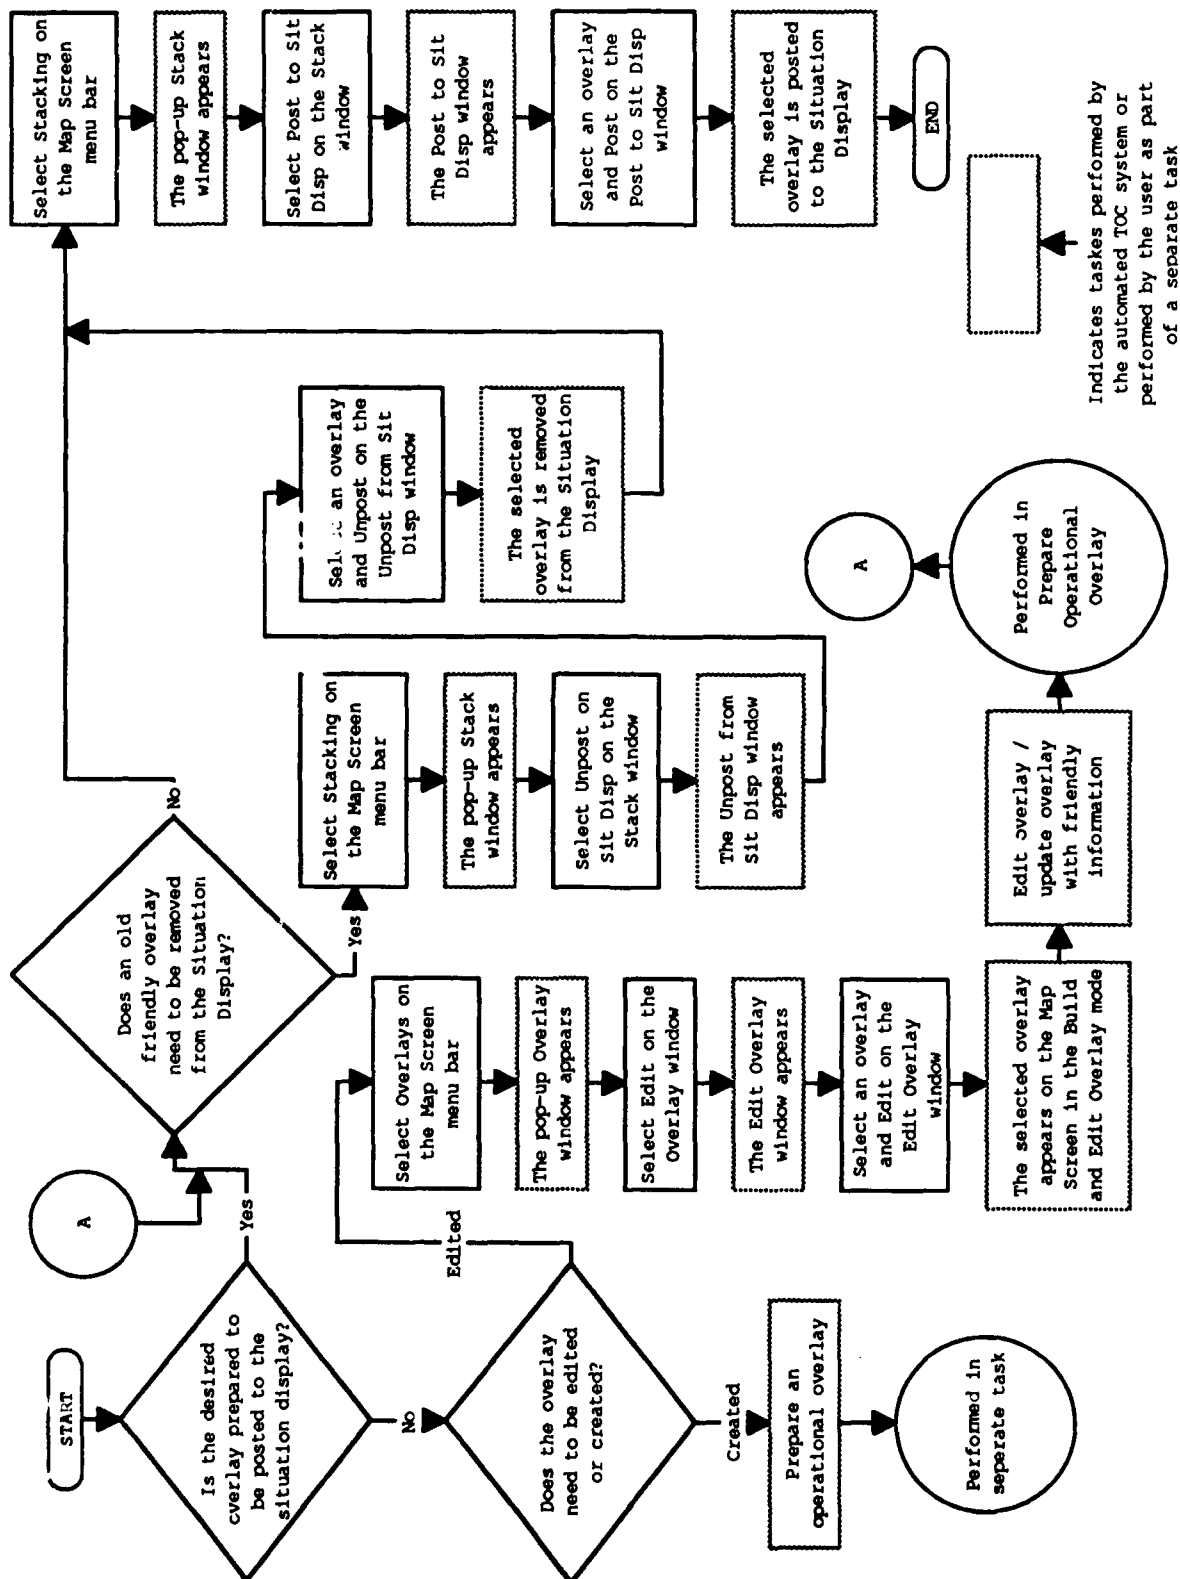 START
Is the desired
overlay prepared to
be posted to the
situation display?
Yes
No
A
Does the overlay
need to be edited
or created?
Edited
Created
Prepare an
operational overlay
Performed in
seperate task
Select Overlays on
the Map Screen
menu bar
The pop-up Overlay
window appears
Select Edit on the
Overlay window
The Edit Overlay
window appears
Select an overlay
and Edit on the
Edit Overlay
window
The selected overlay
appears on the Map
Screen in the Build
and Edit Overlay mode
Edit overlay /
update overlay
with friendly
information
Performed in
Prepare
Operational
Overlay
A
Does an old
friendly overlay
need to be removed
from the Situation
Display?
No
Yes
Select Stacking on
the Map Screen
menu bar
The pop-up Stack
window appears
Select Unpost on
Sit Disp on the
Stack window
The Unpost from
Sit Disp window
appears
Select an overlay
and Unpost on the
Unpost from Sit
Disp window
The selected
overlay is removed
from the Situation
Display
Select Stacking on
the Map Screen
menu bar
The pop-up Stack
window appears
Select Post to Sit
Disp on the Stack
window
The Post to Sit
Disp window
appears
Select an overlay
and Post on the
Post to Sit Disp
window
The selected
overlay is posted
to the Situation
Display
END
Indicates taskes performed by
the automated TOC system or
performed by the user as part
of a separate task